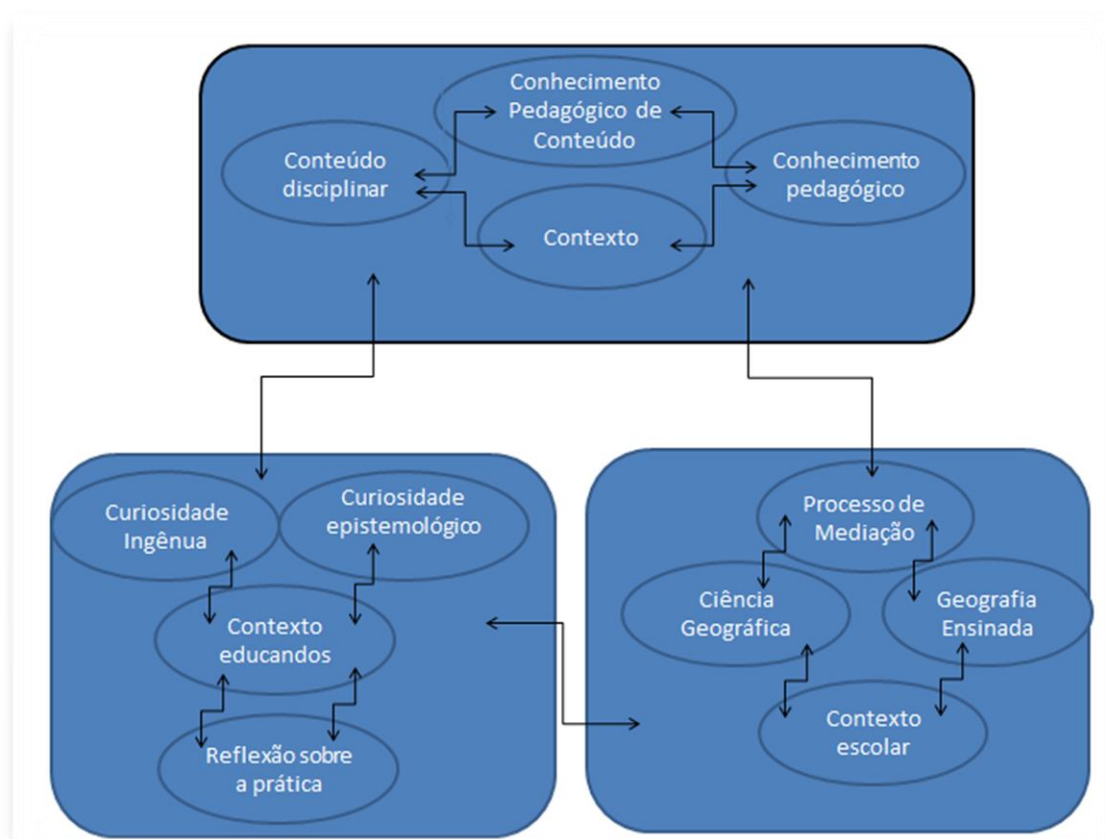 Conhecimento
Pedagógico de
Conteúdo
Conteúdo
disciplinar
Conhecimento
pedagógico
Contexto
Curiosidade
Ingênua
Curiosidade
epistemológico
Contexto
educandos
Reflexão sobre
a prática
Processo de
Mediação
Ciência
Geográfica
Geografia
Ensinada
Contexto
escolar